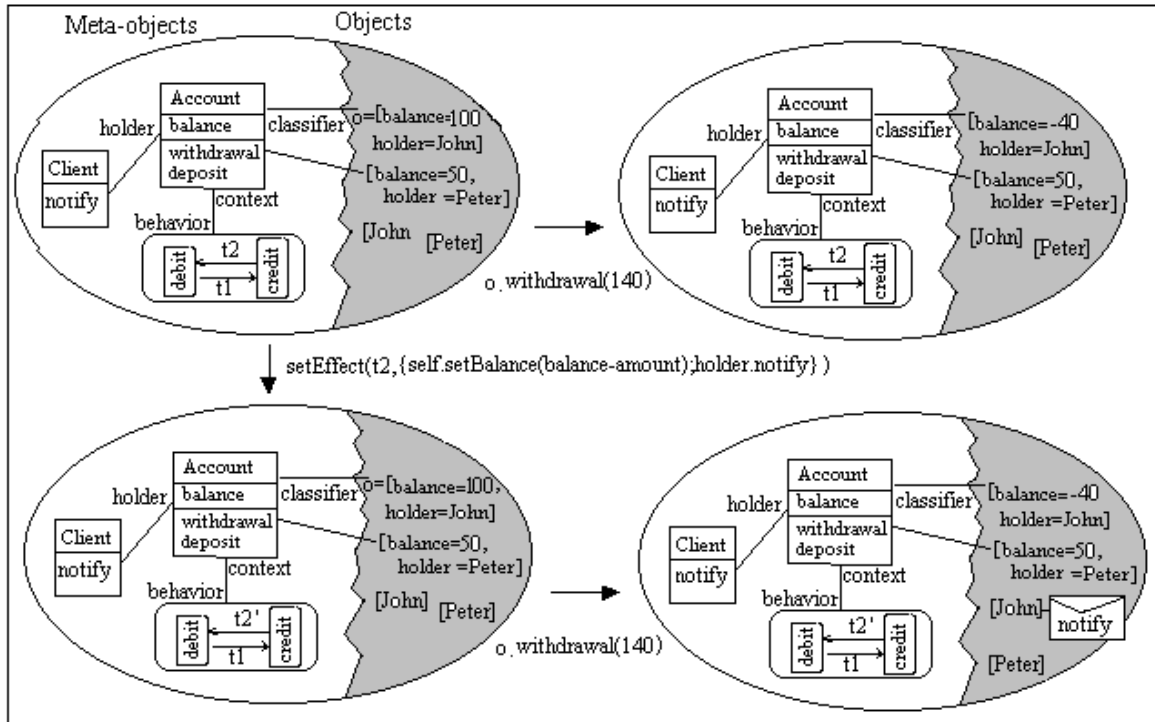 Meta-objects
Objects
Account
balance
withdrawal
deposit
holder
classifier
Client
notify
context
behavior
debit
t2
t1
credit
o=[balance=100
holder=John]
[balance=50,
holder =Peter]
[John
[Peter]
o.withdrawal(140)
Account
balance
withdrawal
deposit
holder
classifier
Client
notify
context
behavior
debit
t2
t1
credit
[balance=-40
holder=John]
[balance=50,
holder =Peter]
[John]
[Peter]
setEffect(t2,{self.setBalance(balance-amount);holder.notify} )
Account
balance
withdrawal
deposit
holder
classifier
Client
notify
context
behavior
debit
t2'
t1
credit
o=[balance=100,
holder=John]
[balance=50,
holder =Peter]
[John]
[Peter]
o.withdrawal(140)
Account
balance
withdrawal
deposit
holder
classifier
Client
notify
context
behavior
debit
t2'
t1
credit
[balance=-40
holder=John]
[balance=50,
holder =Peter]
[John]
notify
[Peter]